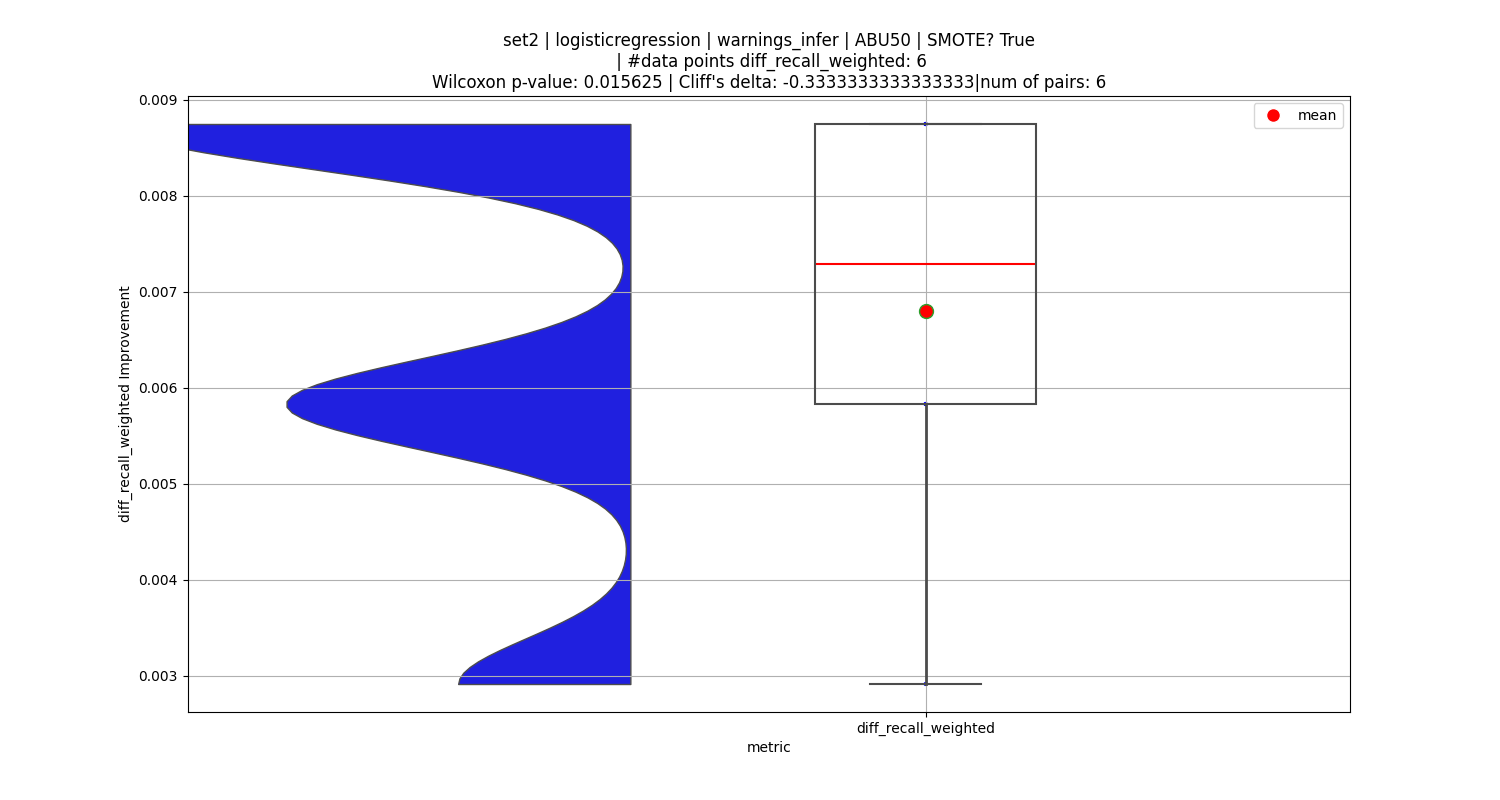 set2 | logisticregression | warnings_infer | ABU50 | SMOTE? True
| #data points diff_recall_weighted: 6
Wilcoxon p-value: 0.015625 | Cliff's delta: -0.3333333333333333|num of pairs: 6
0.009
0.008
0.007
0.006
0.005
0.004
0.003
diff_recall_weighted Improvement
mean
diff_recall_weighted
metric